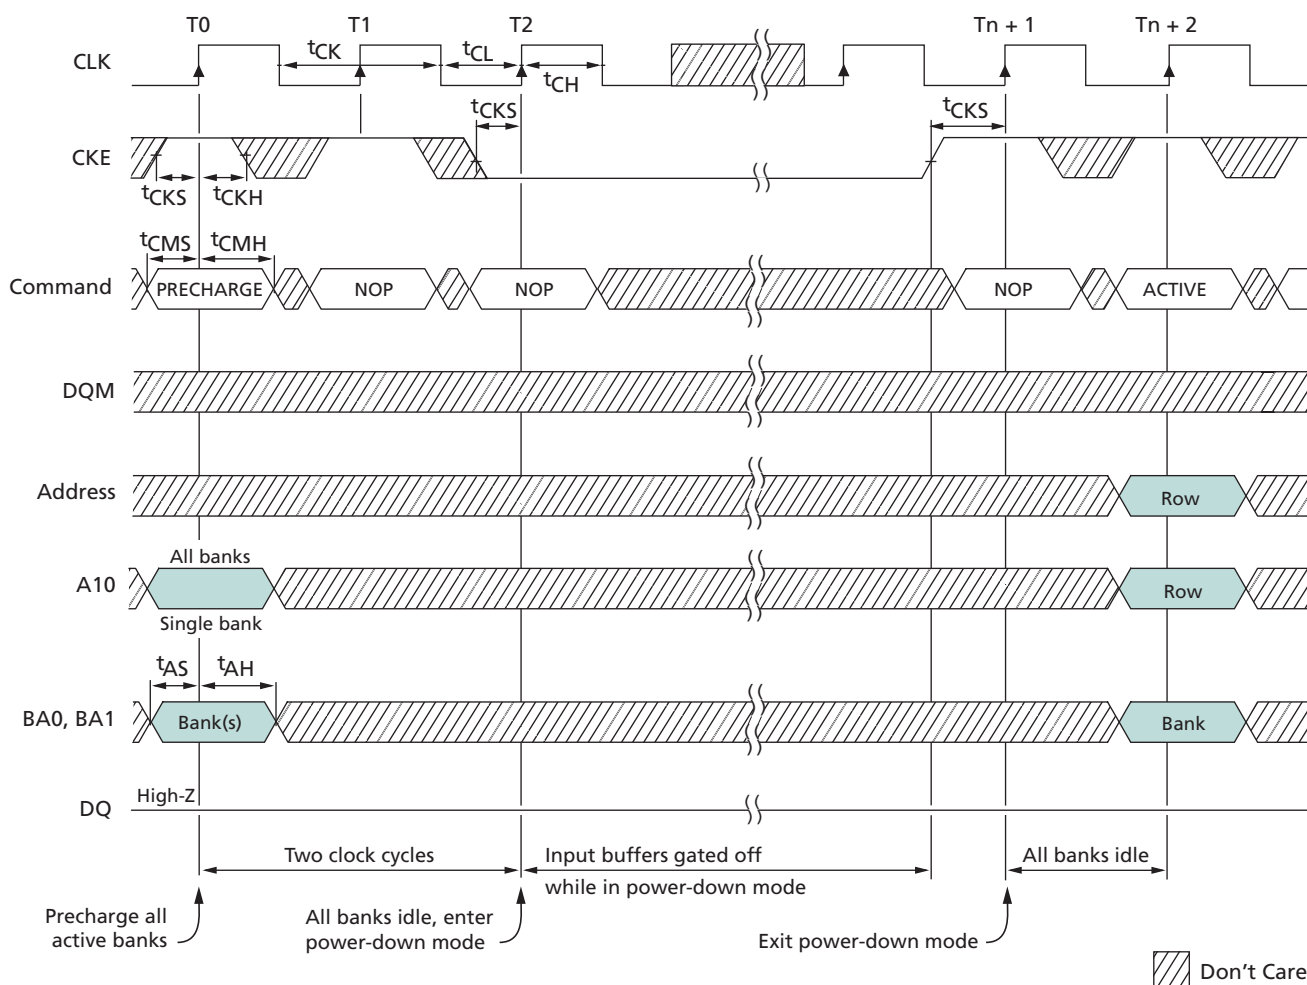 T0 T1 T2 Tn + 1 Tn + 2
CLK
tCK tCL
tCH
tCKS tCKS
CKE
tCKS tCKH
tCMS tCMH
Command PRECHARGE NOP NOP NOP ACTIVE
DQM
Address Row
All banks
A10 Row
Single bank
tAS tAH
BA0, BA1 Bank(s) Bank
High-Z
DQ
Two clock cycles
Input buffers gated off
while in power-down mode
All banks idle
Precharge all
active banks
All banks idle, enter
power-down mode
Exit power-down mode
Don't Care